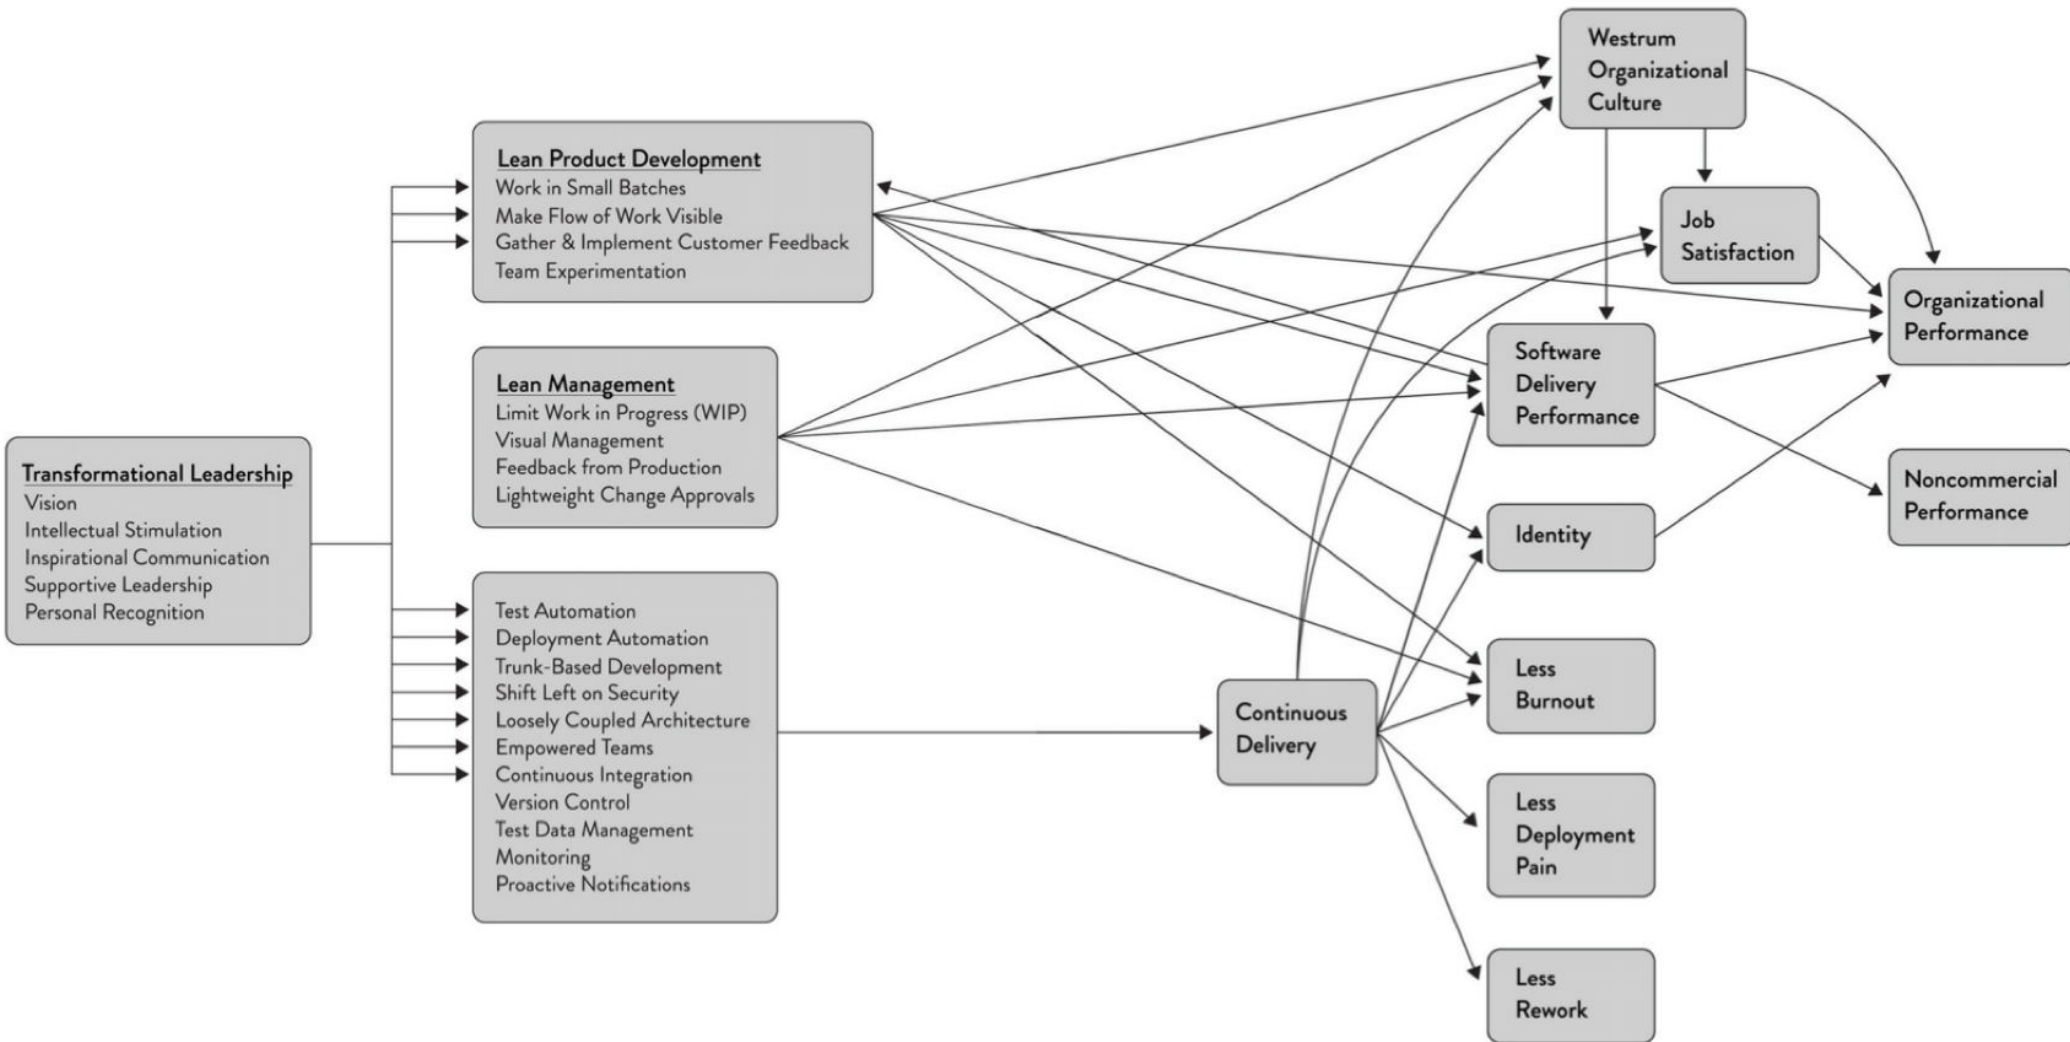 Transformational Leadership
Vision
Intellectual Stimulation
Inspirational Communication
Supportive Leadership
Personal Recognition
Lean Product Development
Work in Small Batches
Make Flow of Work Visible
Gather & Implement Customer Feedback
Team Experimentation
Lean Management
Limit Work in Progress (WIP)
Visual Management
Feedback from Production
Lightweight Change Approvals
Test Automation
Deployment Automation
Trunk-Based Development
Shift Left on Security
Loosely Coupled Architecture
Empowered Teams
Continuous Integration
Version Control
Test Data Management
Monitoring
Proactive Notifications
Continuous
Delivery
Westrum
Organizational
Culture
Job
Satisfaction
Software
Delivery
Performance
Identity
Less
Burnout
Less
Deployment
Pain
Less
Rework
Organizational
Performance
Noncommercial
Performance